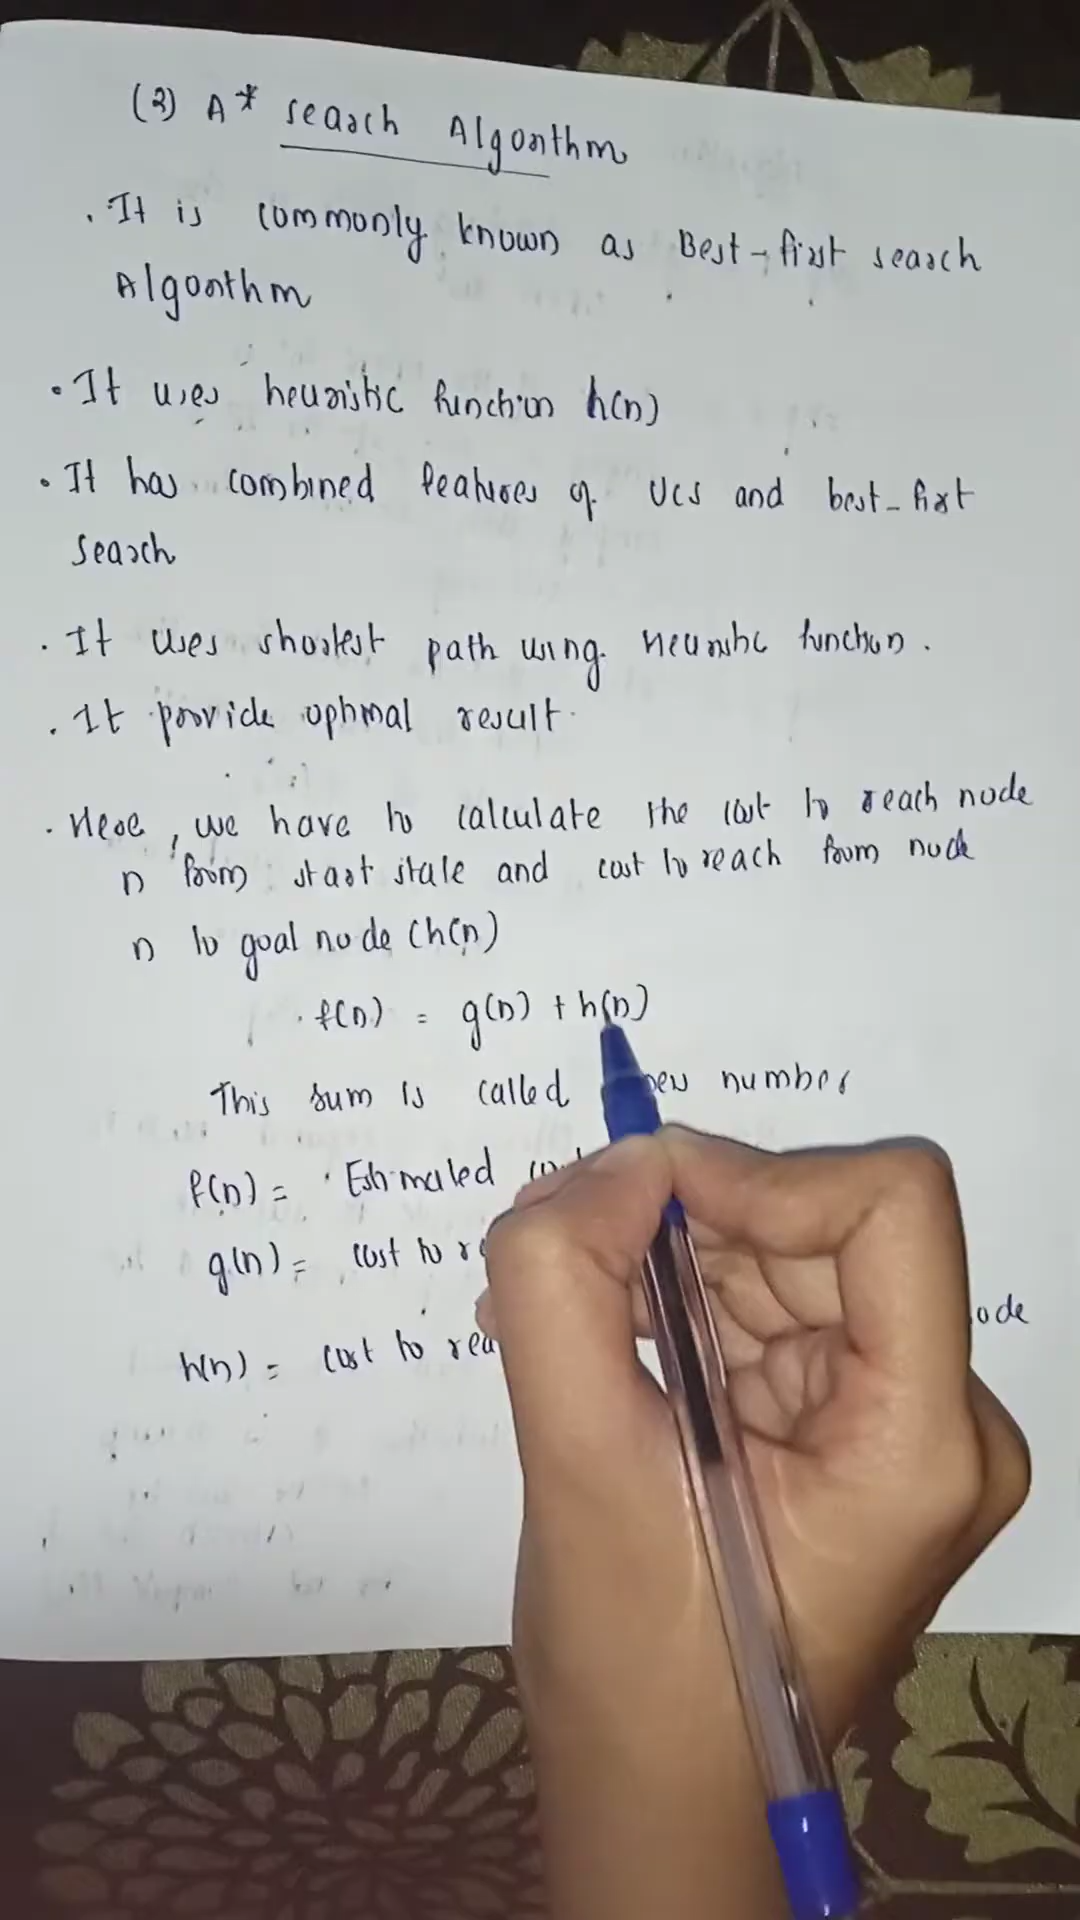 (3) A* search Algorithm
. It is commonly known as Best-first search
Algorithm
• It uses heuristic function h(n)
• It has combined features of UCS and best-first
search
. It uses shortest path using heuristic function.
. It provide optimal result.
. Here, we have to calculate the cost to reach node
n from start state and cost to reach from node
n to goal node (h(n)
f(n) = g(n) + h(n)
This sum is called number
f(n) = Estimated
g(n) = cost to
h(n) = cost to